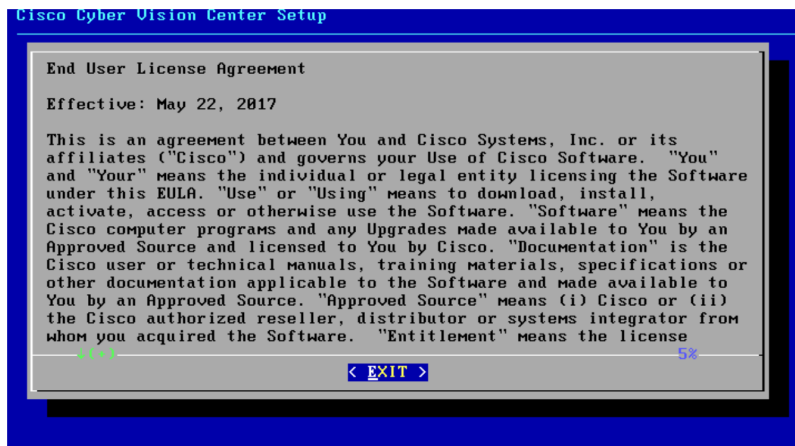 Cisco Cyber Vision Center Setup
End User License Agreement
Effective: May 22, 2017
This is an agreement between You and Cisco Systems, Inc. or its
affiliates ("Cisco") and governs your Use of Cisco Software.  "You"
and "Your" means the individual or legal entity licensing the Software
under this EULA. "Use" or "Using" means to download, install,
activate, access or otherwise use the Software. "Software" means the
Cisco computer programs and any Upgrades made available to You by an
Approved Source and licensed to You by Cisco. "Documentation" is the
Cisco user or technical manuals, training materials, specifications or
other documentation applicable to the Software and made available to
You by an Approved Source. "Approved Source" means (i) Cisco or (ii)
the Cisco authorized reseller, distributor or systems integrator from
whom you acquired the Software.  "Entitlement" means the license
↓(+) 5%
< EXIT >